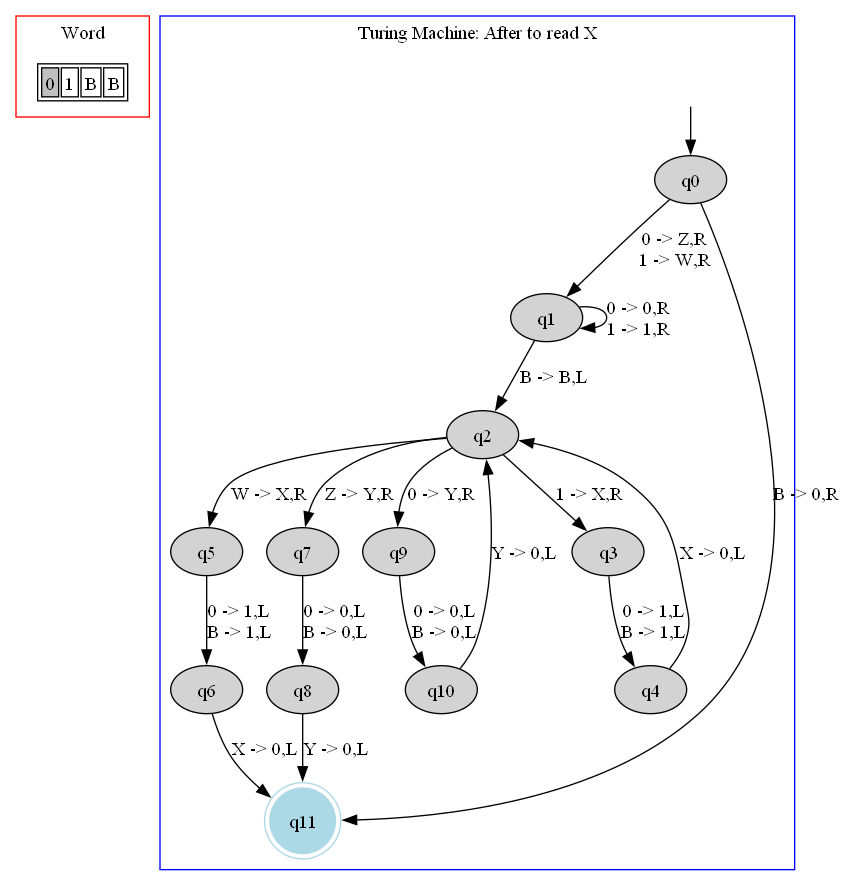 Word
0 1 B B
Turing Machine: After to read X
q0
0 -> Z,R
1 -> W,R
q1
0 -> 0,R
1 -> 1,R
B -> B,L
q2
W -> X,R
Z -> Y,R
0 -> Y,R
1 -> X,R
B -> 0,R
q5
q7
q9
Y -> 0,L
q3
X -> 0,L
0 -> 1,L
B -> 1,L
0 -> 0,L
B -> 0,L
0 -> 0,L
B -> 0,L
0 -> 1,L
B -> 1,L
q6
q8
q10
q4
X -> 0,L
Y -> 0,L
q11